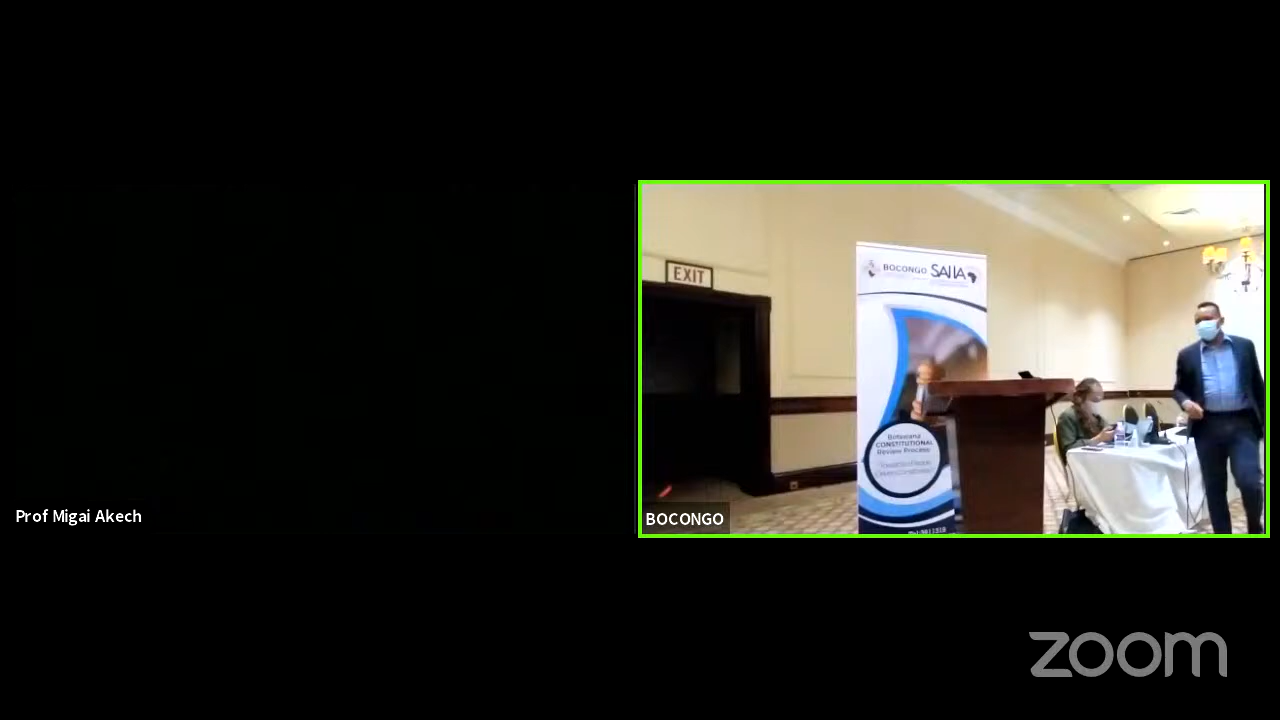 EXIT
BOCONGO SAIIA
Botswana
CONSTITUTIONAL
Review Process
Prof Migai Akech
BOCONGO
zoom